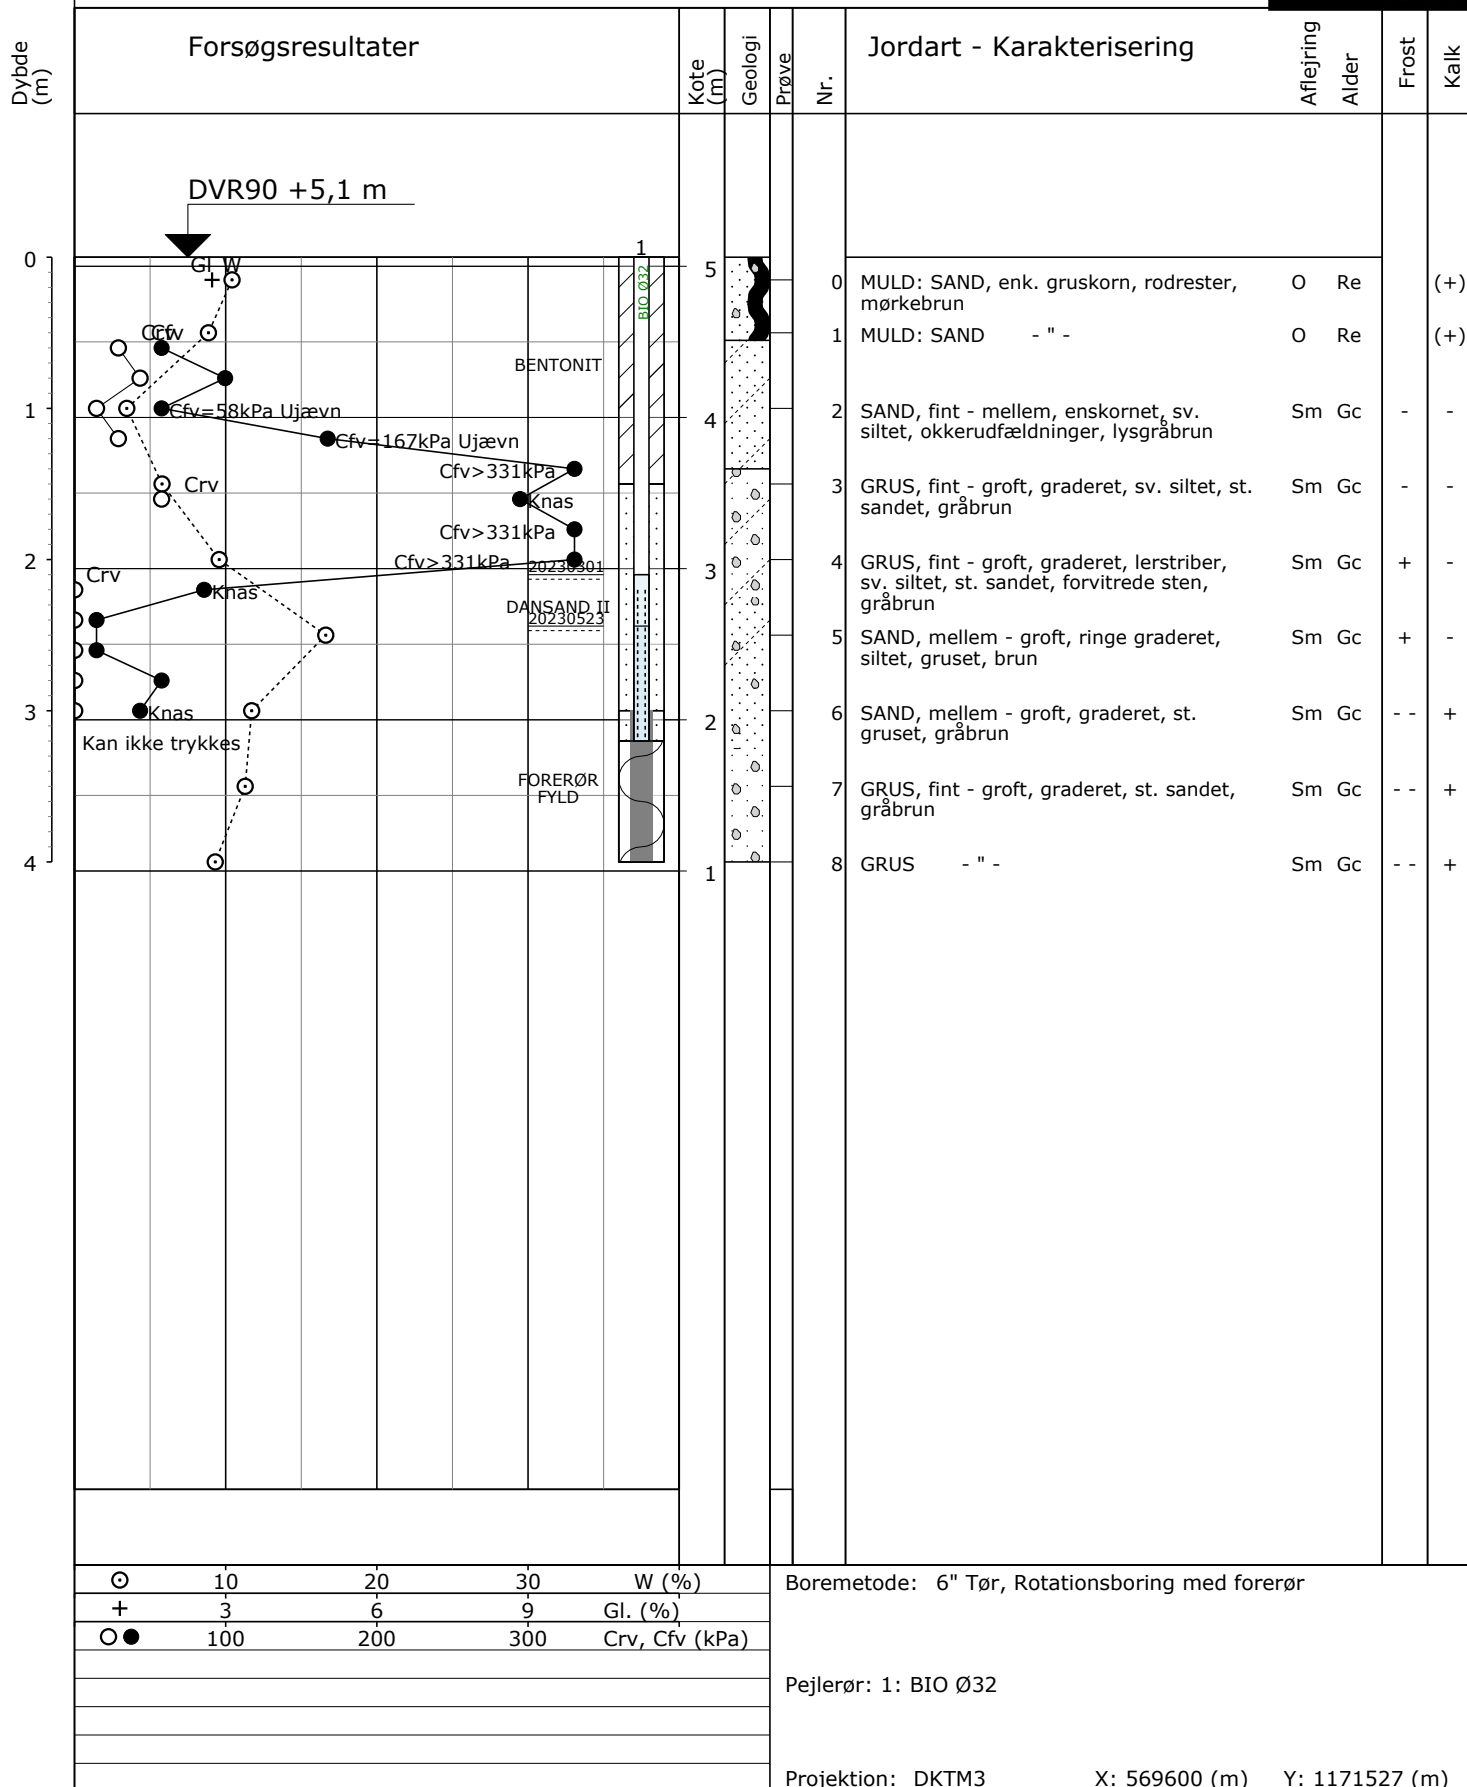 Dybde
(m)
Forsøgsresultater
Kote
(m)
Geologi
Prøve
Nr.
Jordart - Karakterisering
Aflejring
Alder
Frost
Kalk
DVR90 +5,1 m
1
0
Gl W
BIO Ø32
5
0 MULD: SAND, enk. gruskorn, rodrester, O Re (+)
mørkebrun
Crv Cfv
1 MULD: SAND - " - O Re (+)
BENTONIT
1
Cfv=58kPa Ujævn
4
2 SAND, fint - mellem, enskornet, sv. Sm Gc - -
siltet, okkerudfældninger, lysgråbrun
Cfv=167kPa Ujævn
Cfv>331kPa
Crv
Knas
3 GRUS, fint - groft, graderet, sv. siltet, st. Sm Gc - -
sandet, gråbrun
Cfv>331kPa
2
Cfv>331kPa
20230301
3
4 GRUS, fint - groft, graderet, lerstriber, Sm Gc + -
sv. siltet, st. sandet, forvitrede sten,
gråbrun
Crv
Knas
DANSAND II
20230523
5 SAND, mellem - groft, ringe graderet, Sm Gc + -
siltet, gruset, brun
3
Knas
2
6 SAND, mellem - groft, graderet, st. Sm Gc - - +
gruset, gråbrun
Kan ikke trykkes
FORERØR
FYLD
7 GRUS, fint - groft, graderet, st. sandet, Sm Gc - - +
gråbrun
4
1
8 GRUS - " - Sm Gc - - +
10 20 30 W (%)
+ 3 6 9 Gl. (%)
100 200 300 Crv, Cfv (kPa)
Boremetode: 6" Tør, Rotationsboring med forerør
Pejlerør: 1: BIO Ø32
Projektion: DKTM3 X: 569600 (m) Y: 1171527 (m)